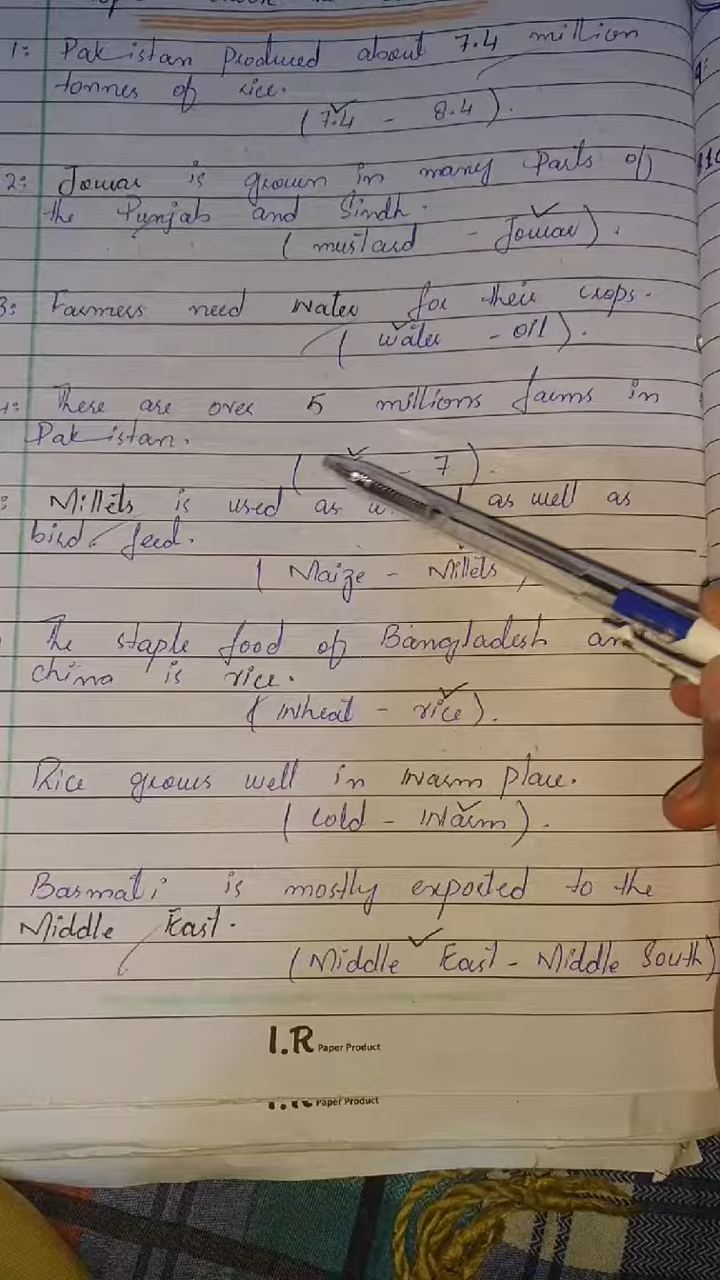 1: Pakistan produced about 7.4 million
tonnes of rice.
(7.4 - 8.4).
2: Jowar is grown in many parts of
the Punjab and Sindh.
(mustard - Jowar).
3: Farmers need water for their crops.
(water - oil).
There are over 5 millions farms in
Pakistan.
( - 7).
Millets is used as as well as
bird feed.
(Maize - Millets
The staple food of Bangladesh
china is rice.
(wheat - rice).
Rice grows well in warm place.
(cold - warm).
Basmati is mostly exported to the
Middle East.
(Middle East - Middle South)
I.R Paper Product
Paper Product